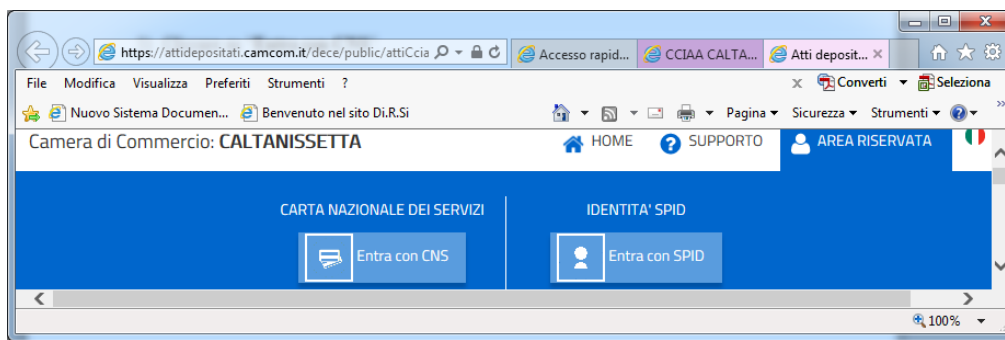 https://attidepositati.camcom.it/dece/public/attiCcia
Accesso rapid...
CCIAA CALTA...
Atti deposit...
File Modifica Visualizza Preferiti Strumenti ?
Converti
Seleziona
Nuovo Sistema Documen...
Benvenuto nel sito Di.R.Si
Pagina
Sicurezza
Strumenti
Camera di Commercio: CALTANISSETTA
HOME
SUPPORTO
AREA RISERVATA
CARTA NAZIONALE DEI SERVIZI
IDENTITA' SPID
Entra con CNS
Entra con SPID
100%